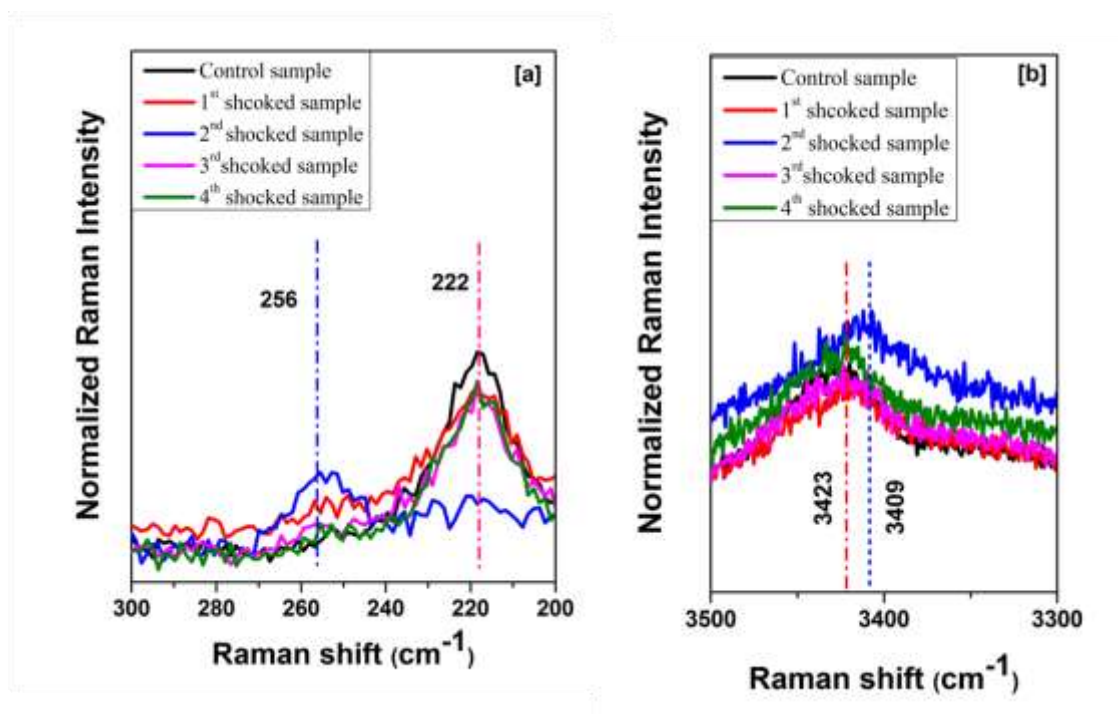 [a]
Control sample
1st shcoked sample
2nd shocked sample
3rd shcoked sample
4th shocked sample
256
222
Normalized Raman Intensity
300 280 260 240 220 200
Raman shift (cm-1)
[b]
Control sample
1st shcoked sample
2nd shocked sample
3rd shcoked sample
4th shocked sample
3423
3409
Normalized Raman Intensity
3500 3400 3300
Raman shift (cm-1)